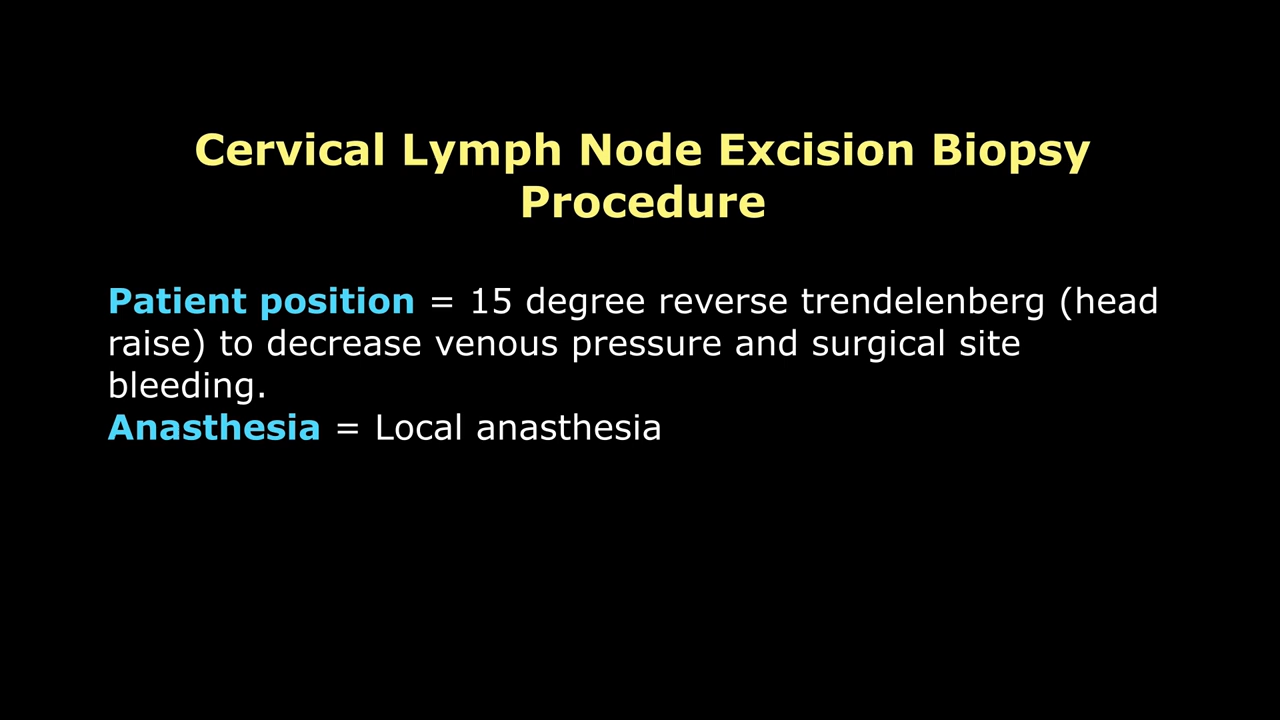 Cervical Lymph Node Excision Biopsy
Procedure
Patient position = 15 degree reverse trendelenberg (head
raise) to decrease venous pressure and surgical site
bleeding.
Anasthesia = Local anasthesia